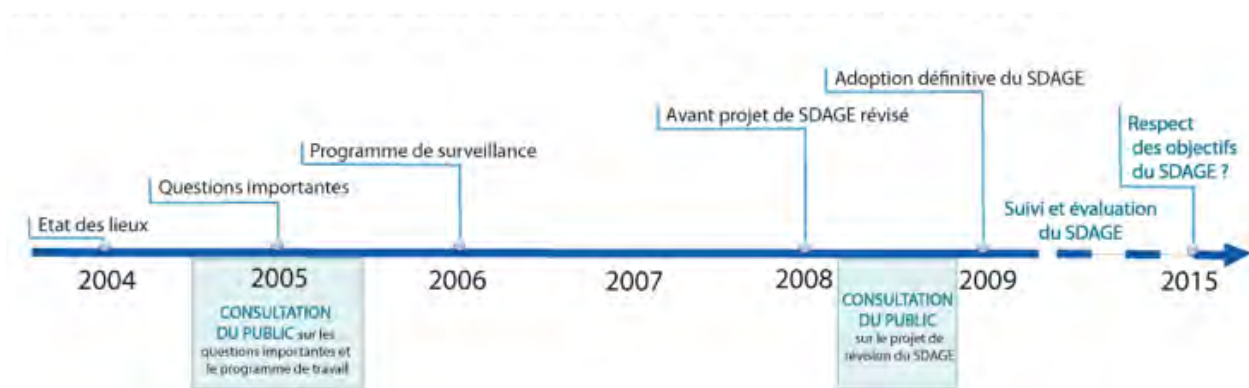 Adoption définitive du SDAGE
Avant projet de SDAGE révisé
Respect
des objectifs
du SDAGE ?
Programme de surveillance
Questions importantes
Suivi et évaluation
du SDAGE
Etat des lieux
2004
2005
2006
2007
2008
2009
2015
CONSULTATION
DU PUBLIC sur les
questions importantes et
le programme de travail
CONSULTATION
DU PUBLIC
sur le projet de
révision du SDAGE